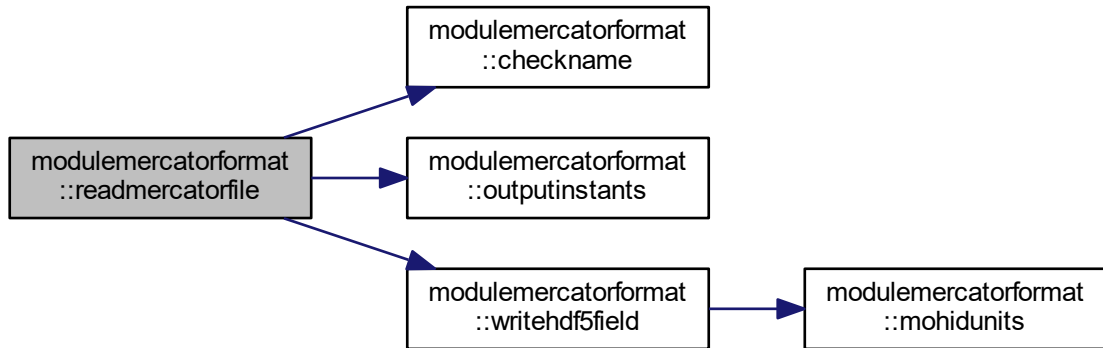 modulemercatorformat
::checkname
modulemercatorformat
::readmercatorfile
modulemercatorformat
::outputinstants
modulemercatorformat
::writehdf5field
modulemercatorformat
::mohidunits